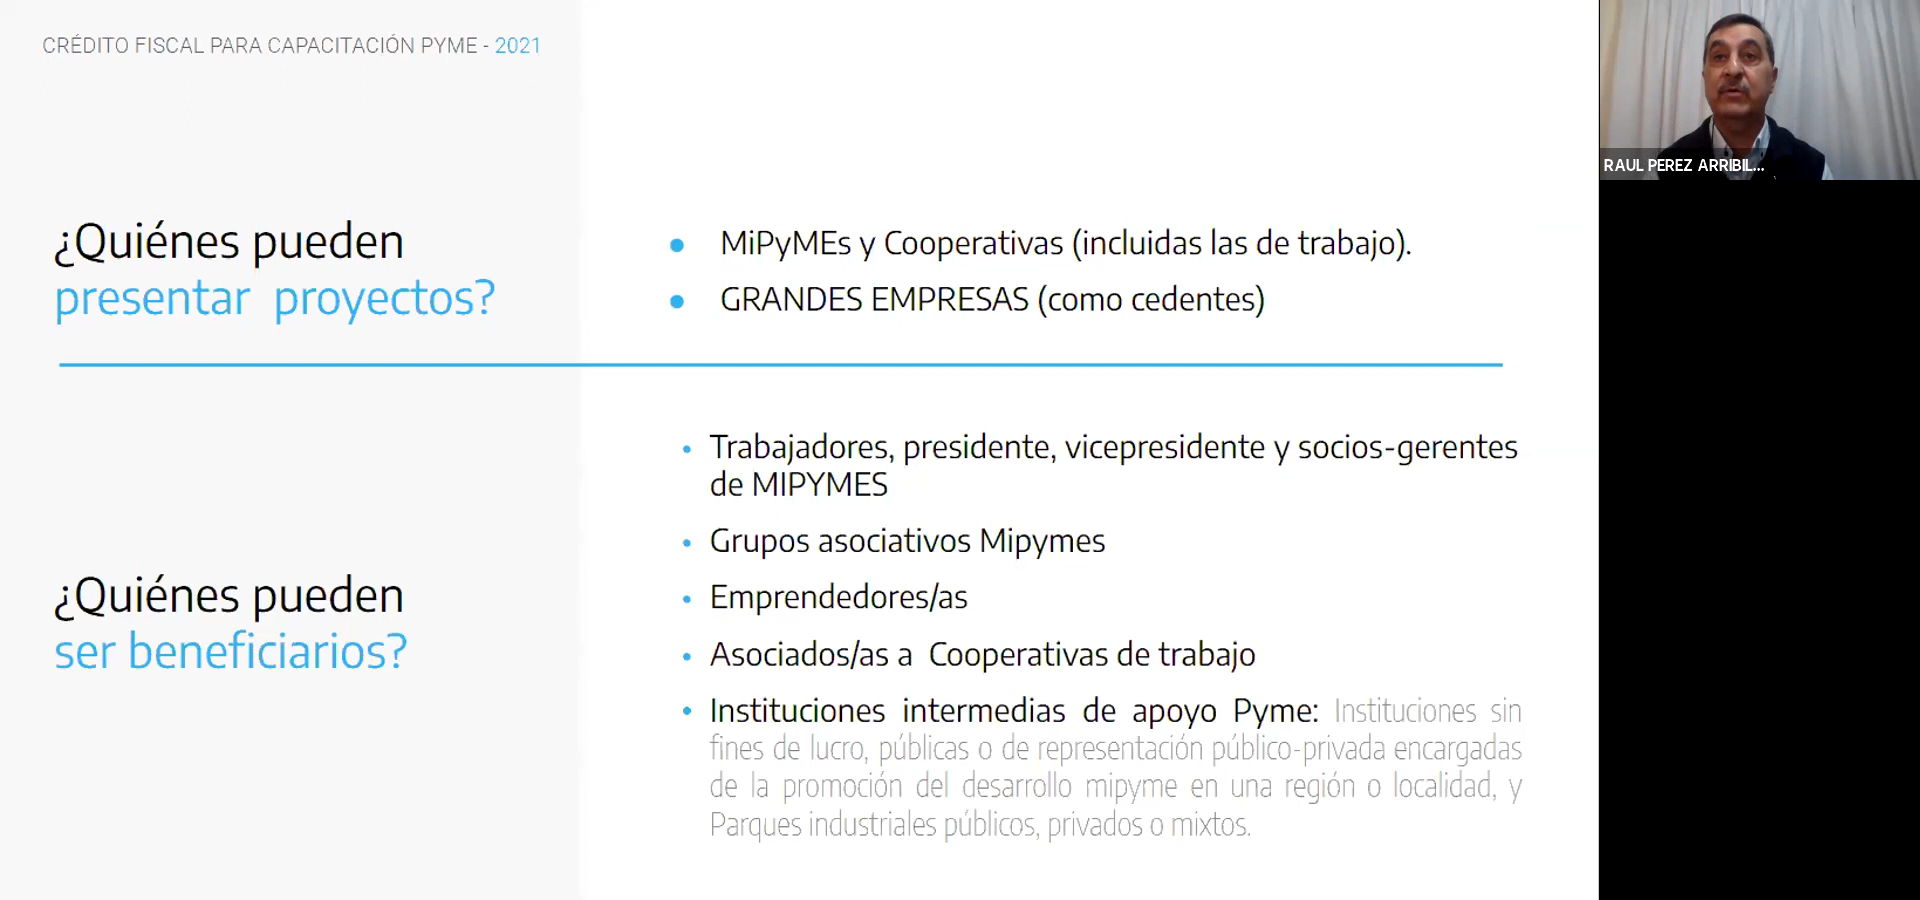 CRÉDITO FISCAL PARA CAPACITACIÓN PYME - 2021
¿Quiénes pueden
presentar proyectos?
● MiPyMEs y Cooperativas (incluidas las de trabajo).
● GRANDES EMPRESAS (como cedentes)
¿Quiénes pueden
ser beneficiarios?
• Trabajadores, presidente, vicepresidente y socios-gerentes
de MIPYMES
• Grupos asociativos Mipymes
• Emprendedores/as
• Asociados/as a Cooperativas de trabajo
• Instituciones intermedias de apoyo Pyme: Instituciones sin
fines de lucro, públicas o de representación público-privada encargadas
de la promoción del desarrollo mipyme en una región o localidad, y
Parques industriales públicos, privados o mixtos.
RAUL PEREZ ARRIBIL...